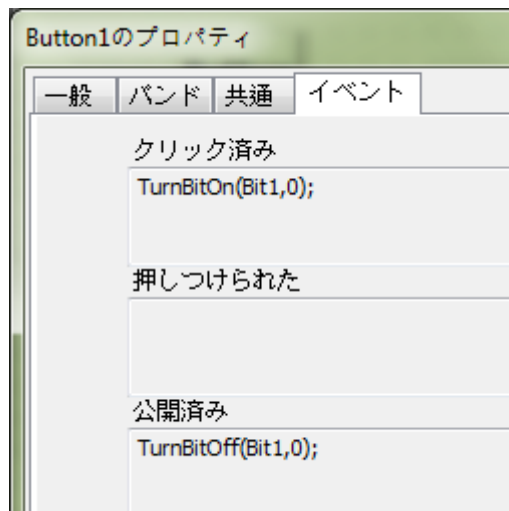 Button1のプロパティ
一般 バンド 共通 イベント
クリック済み
TurnBitOn(Bit1,0);
押しつけられた
公開済み
TurnBitOff(Bit1,0);